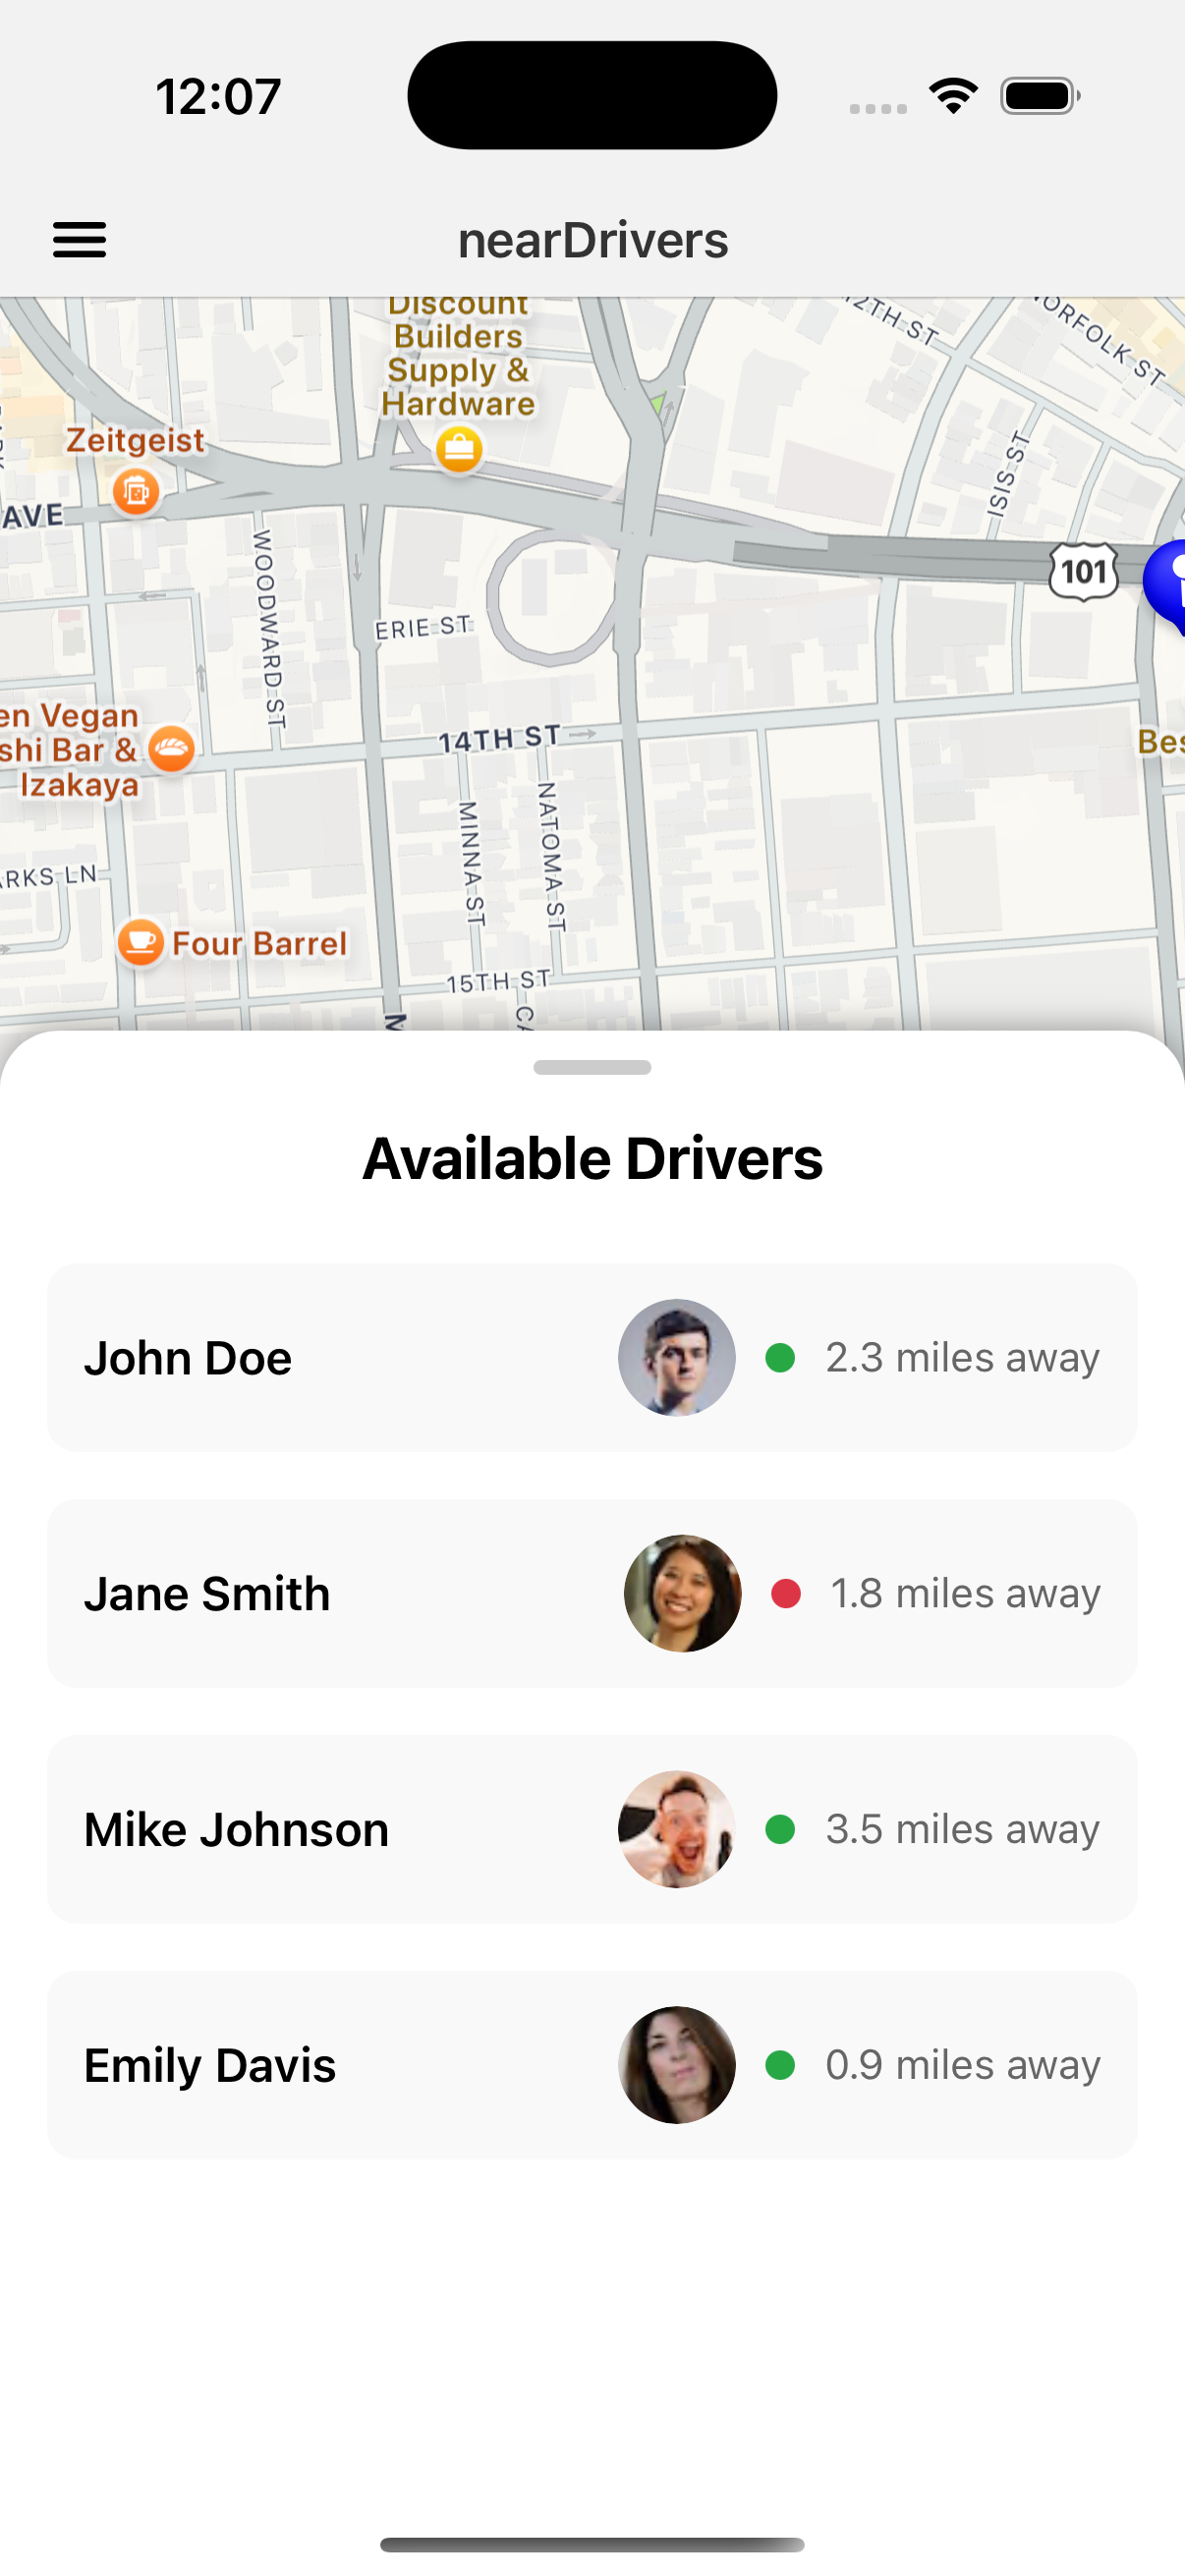 12:07
nearDrivers
Discount
Builders
Supply &
Hardware
12TH ST
NORFOLK ST
Zeitgeist
ISIS ST
AVE
WOODWARD ST
101
ERIE ST
en Vegan
shi Bar &
Izakaya
14TH ST
Bes
MINNA ST
NATOMA ST
ARKS LN
Four Barrel
15TH ST
CA
M
Available Drivers
John Doe
2.3 miles away
Jane Smith
1.8 miles away
Mike Johnson
3.5 miles away
Emily Davis
0.9 miles away